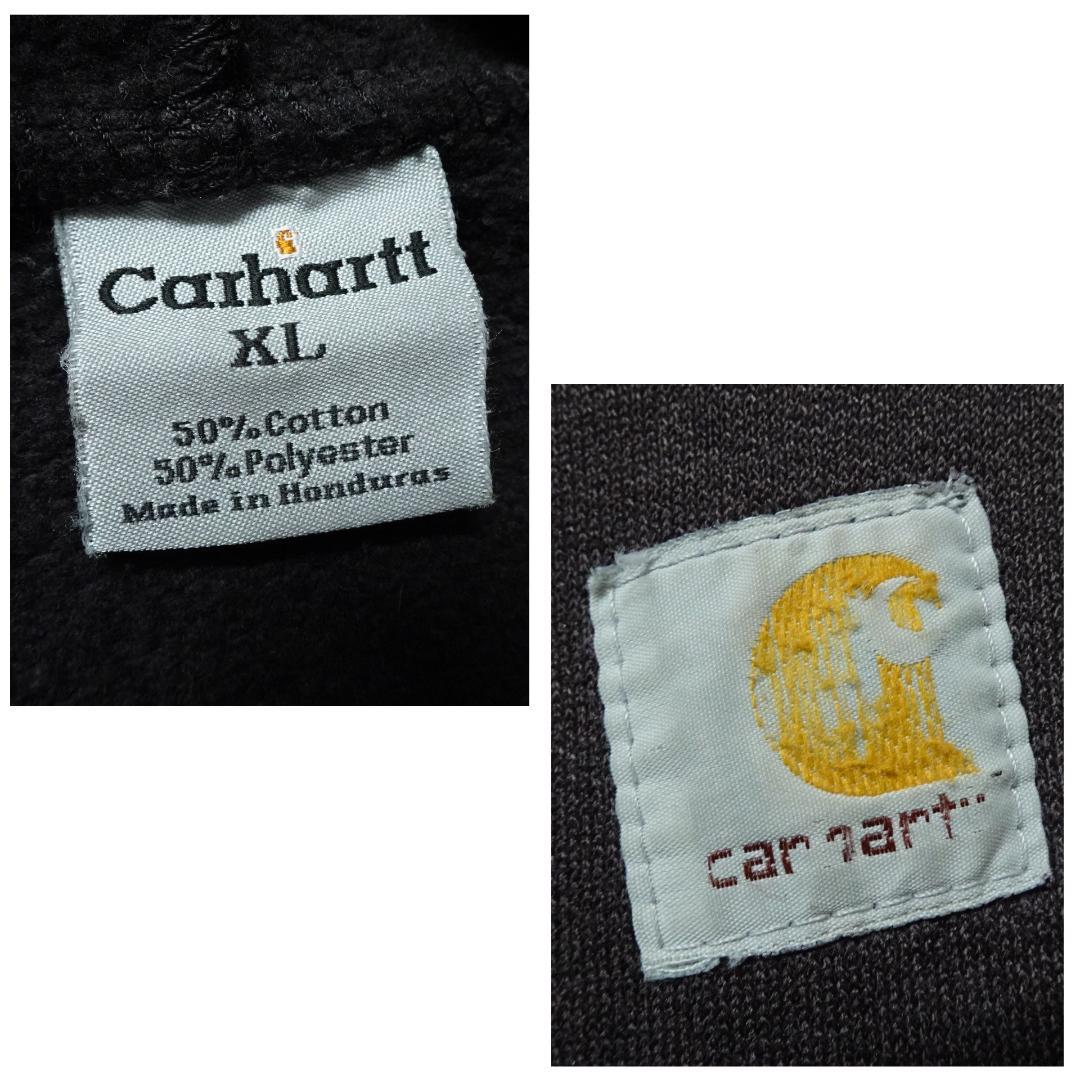 Carhartt
XL
50% Cotton
50% Polyester
Made in Honduras
carhartt